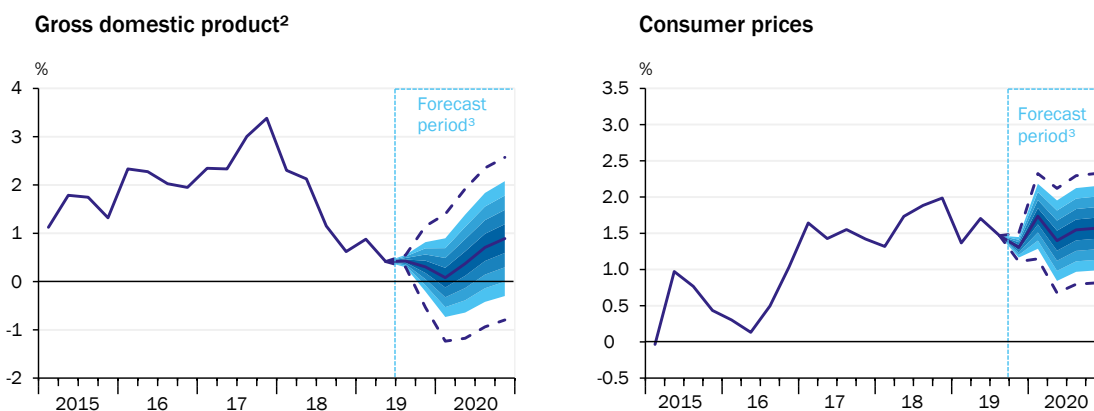 Gross domestic product²
%
4
3
2
1
0
-1
-2
Forecast
period³
2015 16 17 18 19 2020
Consumer prices
%
3.5
3.0
2.5
2.0
1.5
1.0
0.5
0
-0.5
Forecast
period³
2015 16 17 18 19 2020